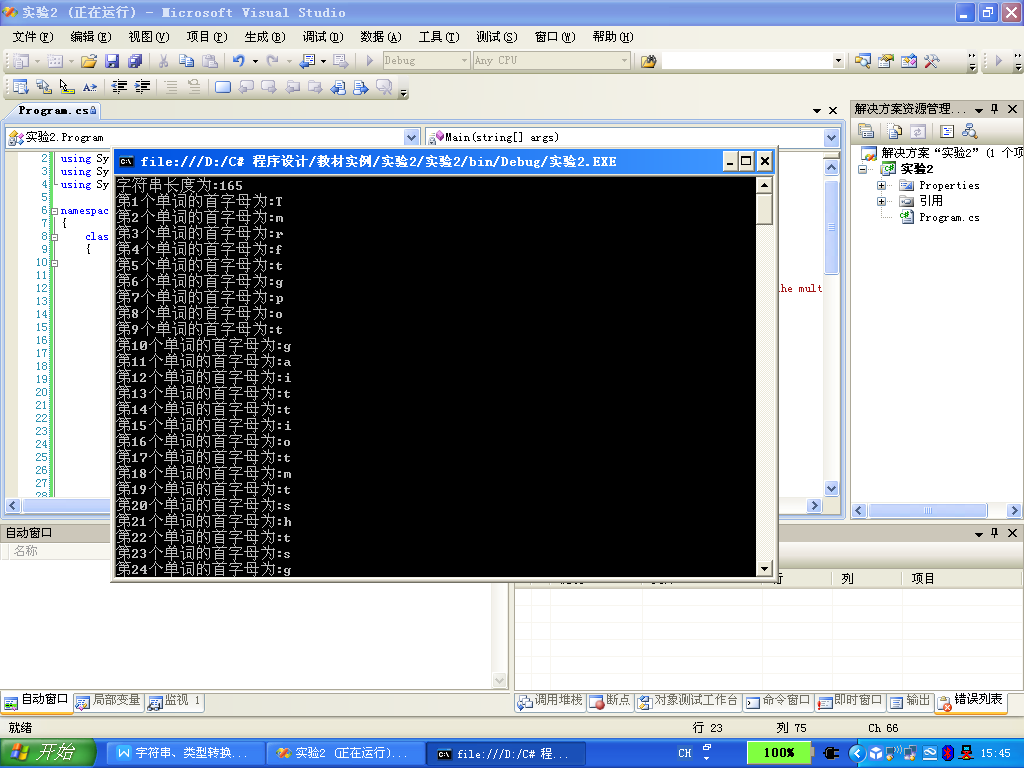 实验2 (正在运行) - Microsoft Visual Studio
文件(F) 编辑(E) 视图(V) 项目(P) 生成(B) 调试(D) 数据(A) 工具(T) 测试(S) 窗口(W) 帮助(H)
Debug Any CPU
Program.cs
实验2.Program
Main(string[] args)
2 using Sy
3 using Sy
4 using Sy
5
6 namespac
7 {
8 clas
9 {
10
11
12 he mult
13
14
15
16
17
18
19
20
21
22
23
24
25
26
27
28
file:///D:/C# 程序设计/教材实例/实验2/实验2/bin/Debug/实验2.EXE
字符串长度为:165
第1个单词的首字母为:T
第2个单词的首字母为:m
第3个单词的首字母为:r
第4个单词的首字母为:f
第5个单词的首字母为:t
第6个单词的首字母为:g
第7个单词的首字母为:p
第8个单词的首字母为:o
第9个单词的首字母为:t
第10个单词的首字母为:g
第11个单词的首字母为:a
第12个单词的首字母为:i
第13个单词的首字母为:t
第14个单词的首字母为:t
第15个单词的首字母为:i
第16个单词的首字母为:o
第17个单词的首字母为:t
第18个单词的首字母为:m
第19个单词的首字母为:t
第20个单词的首字母为:s
第21个单词的首字母为:h
第22个单词的首字母为:t
第23个单词的首字母为:s
第24个单词的首字母为:g
解决方案资源管理...
解决方案“实验2”(1 个项
实验2
Properties
引用
Program.cs
自动窗口
名称
行 列 项目
自动窗口 局部变量 监视 1
调用堆栈 断点 对象测试工作台 命令窗口 即时窗口 输出 错误列表
就绪 行 23 列 75 Ch 66
开始 字符串、类型转换... 实验2 (正在运行)... file:///D:/C# 程... CH 100% 15:45